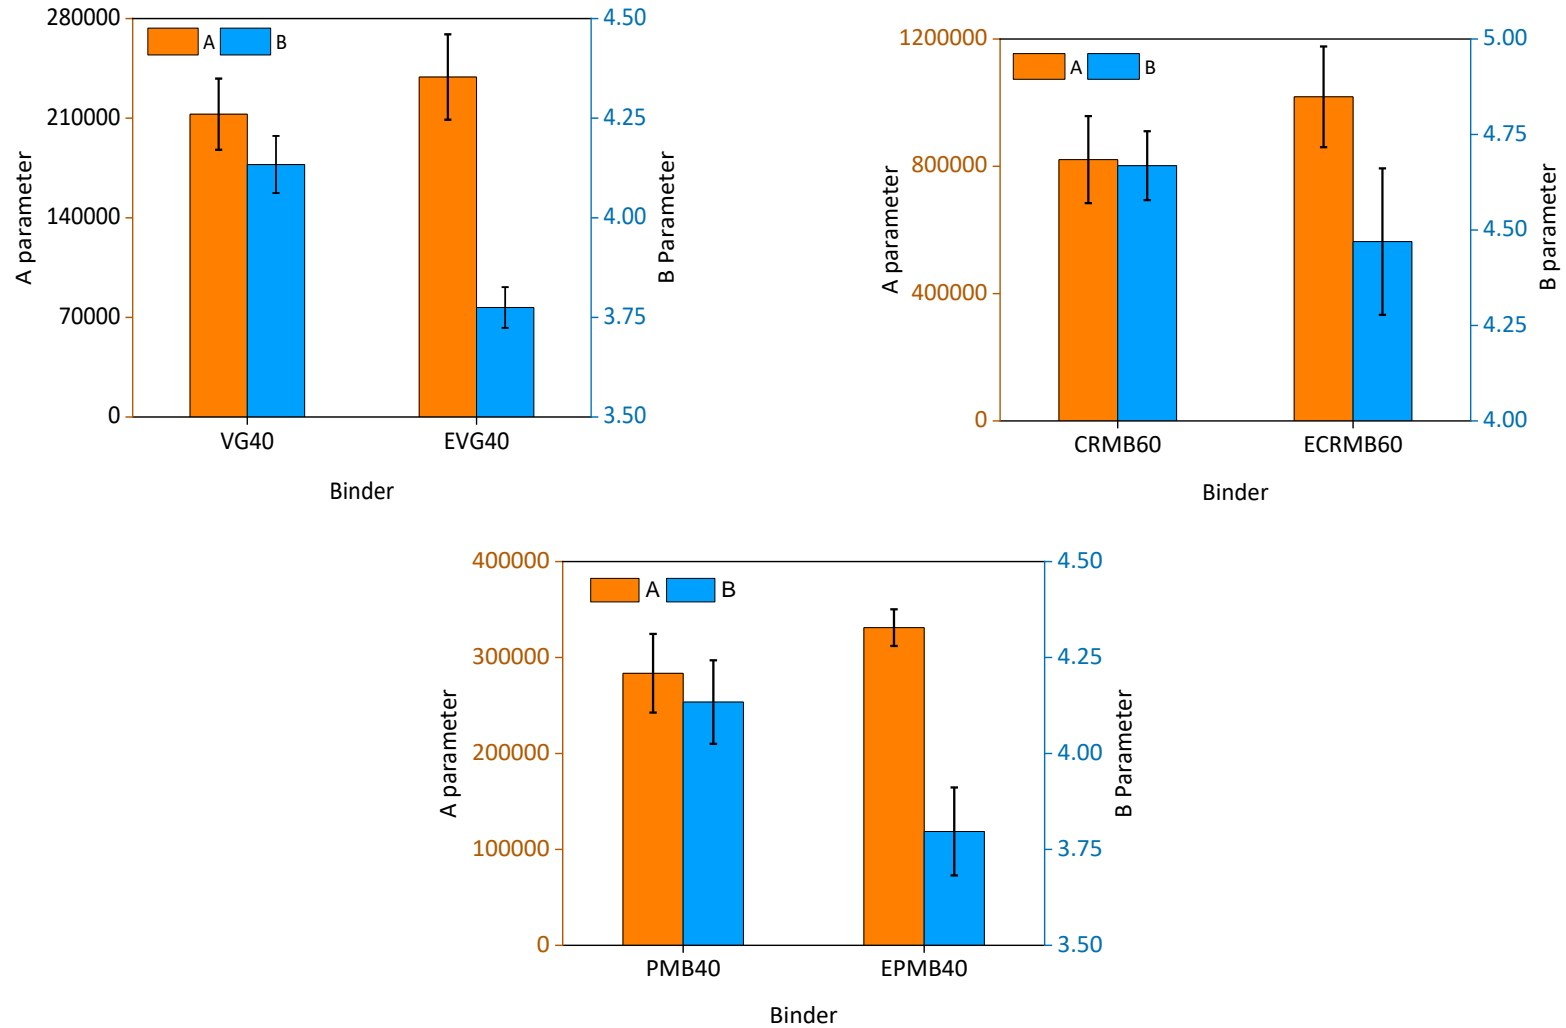 280000
210000
140000
70000
0
A parameter
A B
4.50
4.25
4.00
3.75
3.50
B Parameter
VG40 EVG40
Binder
1200000
800000
400000
0
A parameter
A B
5.00
4.75
4.50
4.25
4.00
B parameter
CRMB60 ECRMB60
Binder
400000
300000
200000
100000
0
A parameter
A B
4.50
4.25
4.00
3.75
3.50
B Parameter
PMB40 EPMB40
Binder